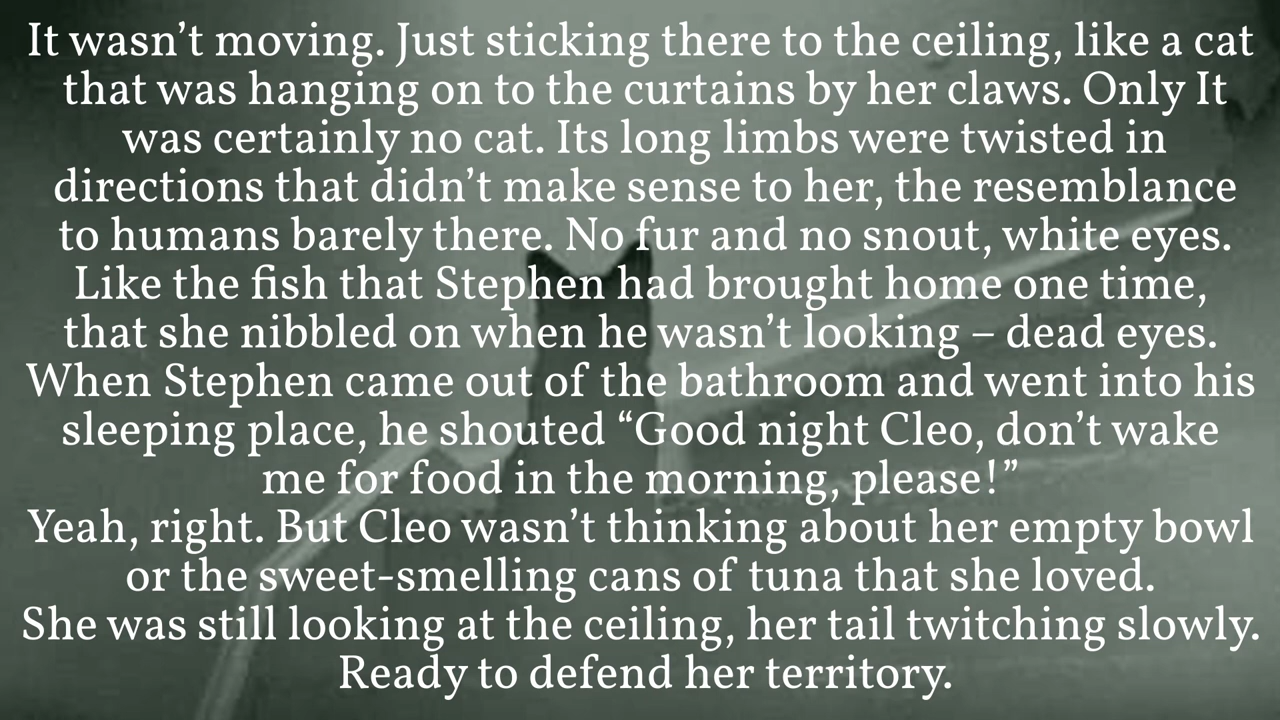 It wasn’t moving. Just sticking there to the ceiling, like a cat
that was hanging on to the curtains by her claws. Only It
was certainly no cat. Its long limbs were twisted in
directions that didn’t make sense to her, the resemblance
to humans barely there. No fur and no snout, white eyes.
Like the fish that Stephen had brought home one time,
that she nibbled on when he wasn’t looking – dead eyes.
When Stephen came out of the bathroom and went into his
sleeping place, he shouted “Good night Cleo, don’t wake
me for food in the morning, please!”
Yeah, right. But Cleo wasn’t thinking about her empty bowl
or the sweet-smelling cans of tuna that she loved.
She was still looking at the ceiling, her tail twitching slowly.
Ready to defend her territory.